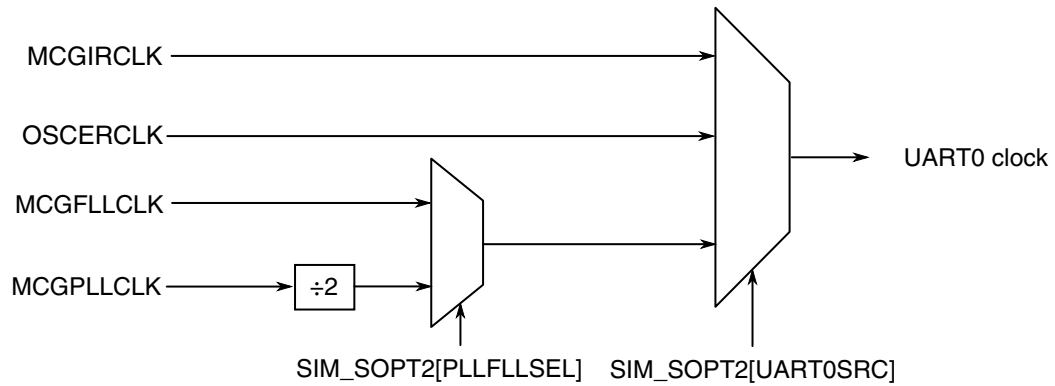 MCGIRCLK
OSCERCLK
UART0 clock
MCGFLLCLK
MCGPLLCLK
÷2
SIM_SOPT2[PLLFLLSEL]
SIM_SOPT2[UART0SRC]